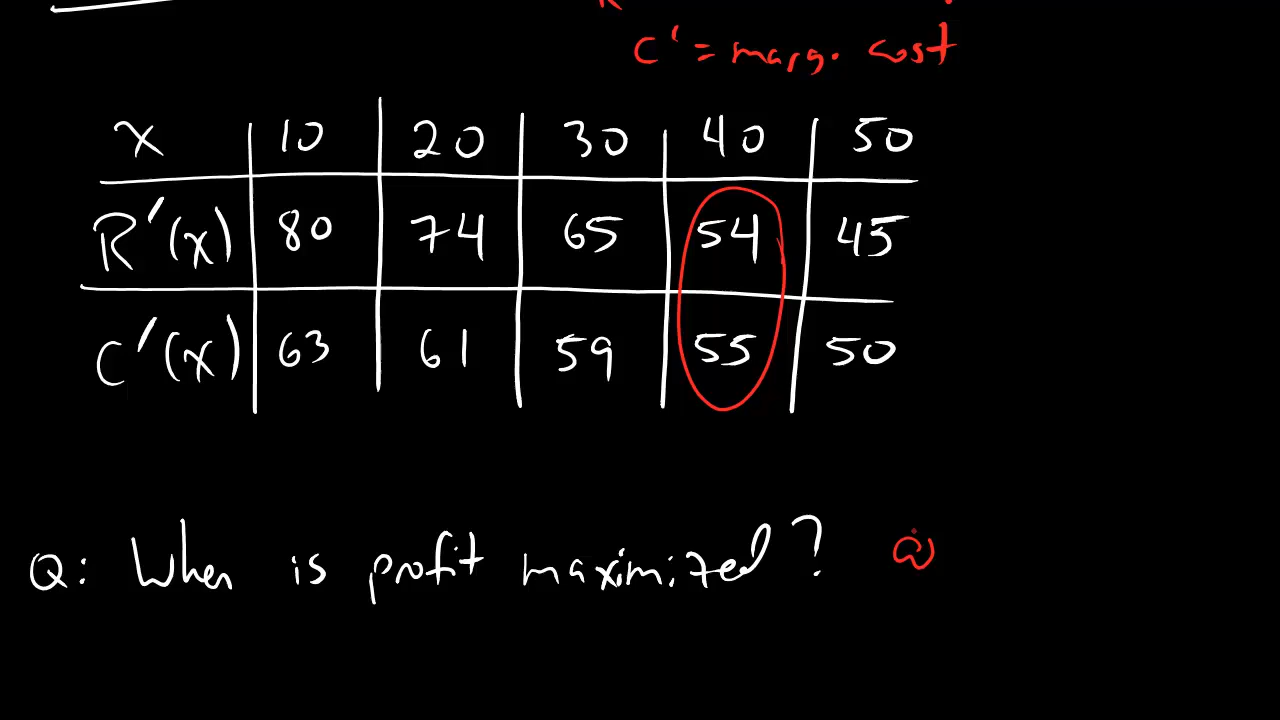 C' = marg. cost
x 10 20 30 40 50
R'(x) 80 74 65 54 45
C'(x) 63 61 59 55 50
Q: When is profit maximized?